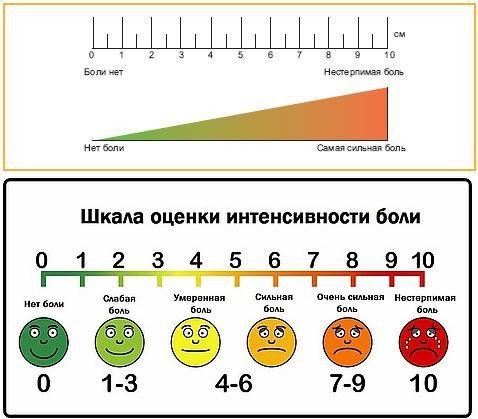 см
0 1 2 3 4 5 6 7 8 9 10
Боли нет Нестерпимая боль
Нет боли Самая сильная боль
Шкала оценки интенсивности боли
0 1 2 3 4 5 6 7 8 9 10
Нет боли
Слабая
боль
Умеренная
боль
Сильная
боль
Очень сильная
боль
Нестерпимая
боль
0 1-3 4-6 7-9 10